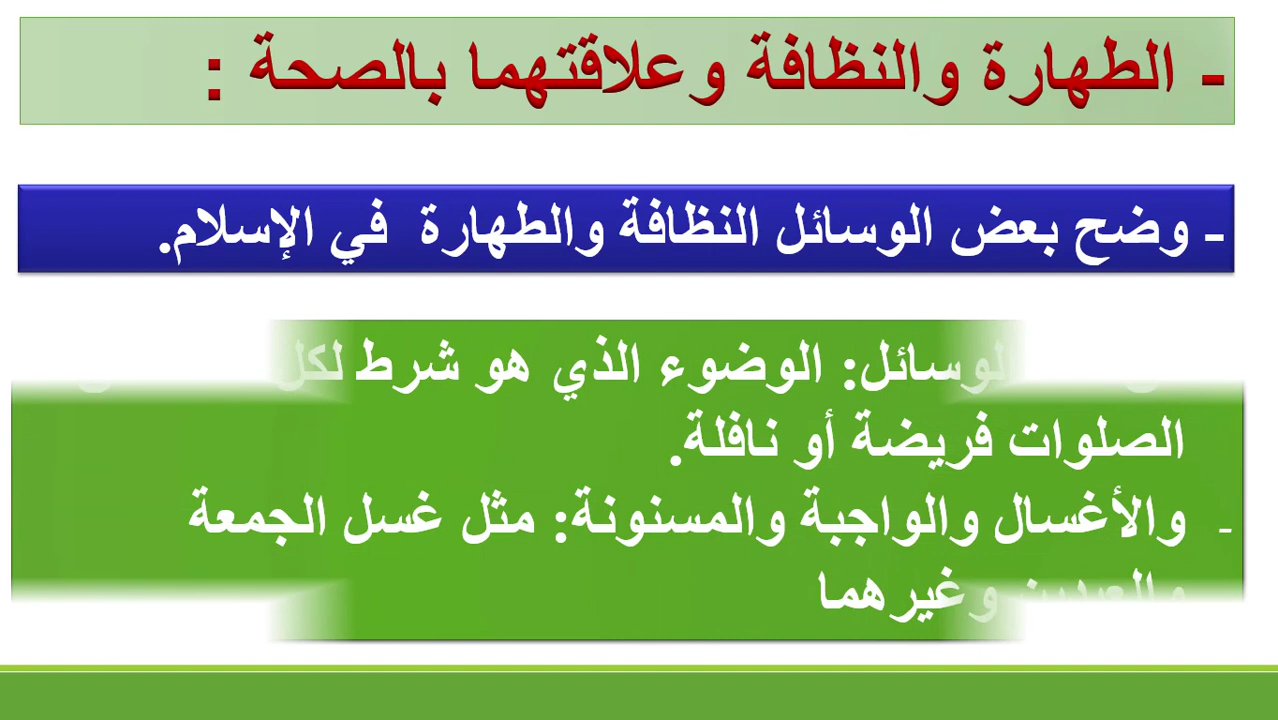 - الطهارة والنظافة وعلاقتهما بالصحة :
- وضح بعض الوسائل النظافة والطهارة في الإسلام.
الوسائل: الوضوء الذي هو شرط لكل
الصلوات فريضة أو نافلة.
- والأغسال والواجبة والمسنونة: مثل غسل الجمعة
والعيدين وغيرهما